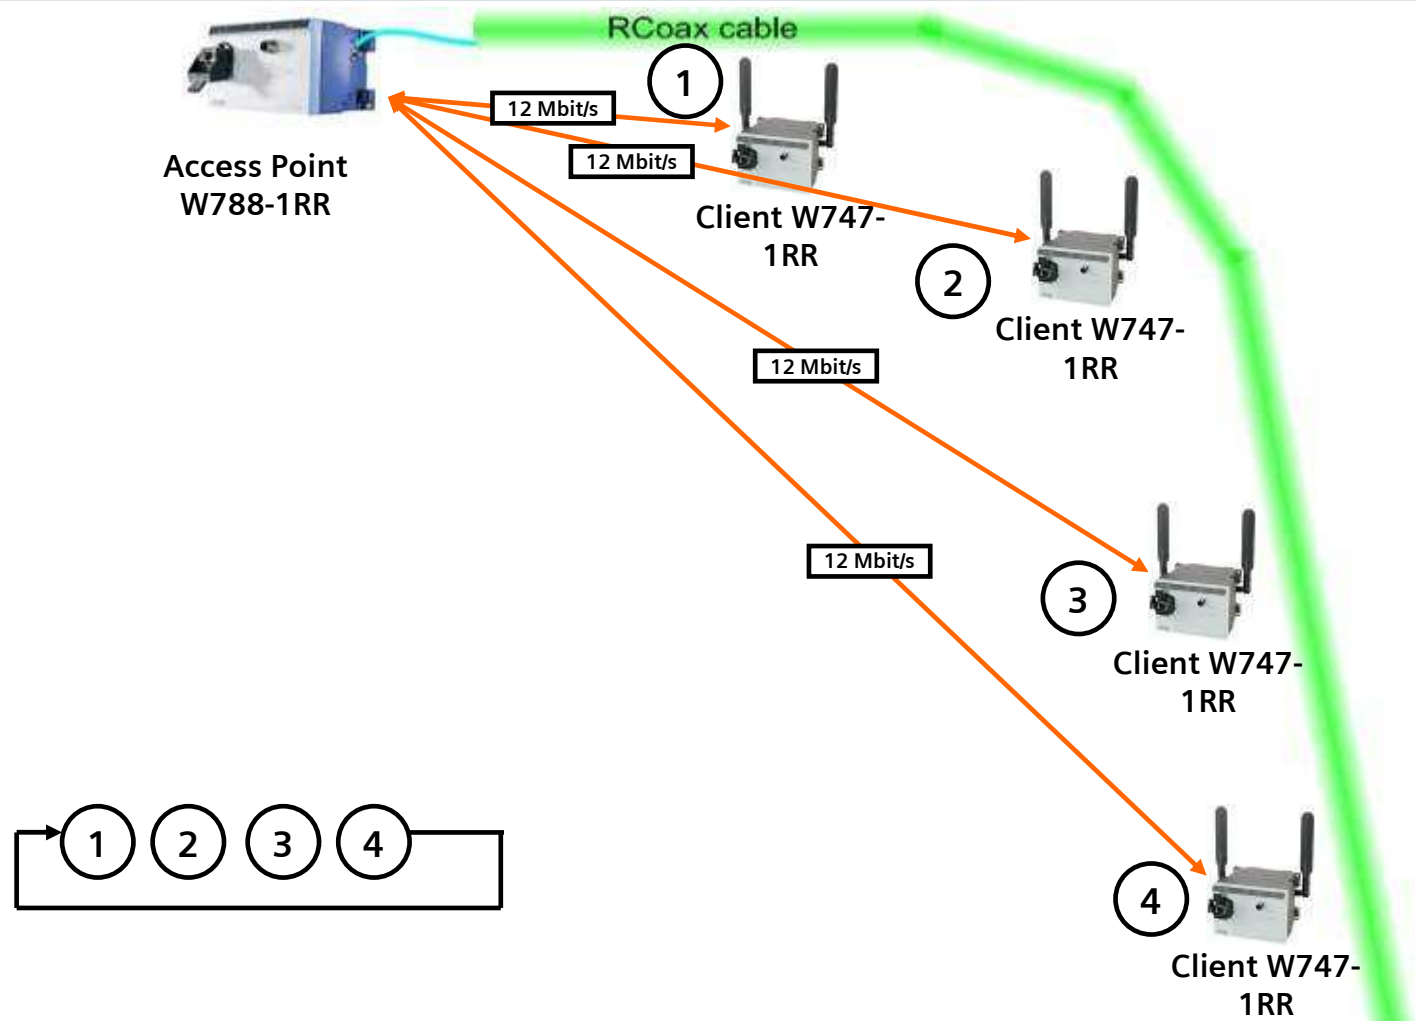 RCoax cable
1
12 Mbit/s
12 Mbit/s
Access Point
W788-1RR
Client W747-
1RR
2
Client W747-
1RR
12 Mbit/s
12 Mbit/s
3
Client W747-
1RR
1 2 3 4
4
Client W747-
1RR